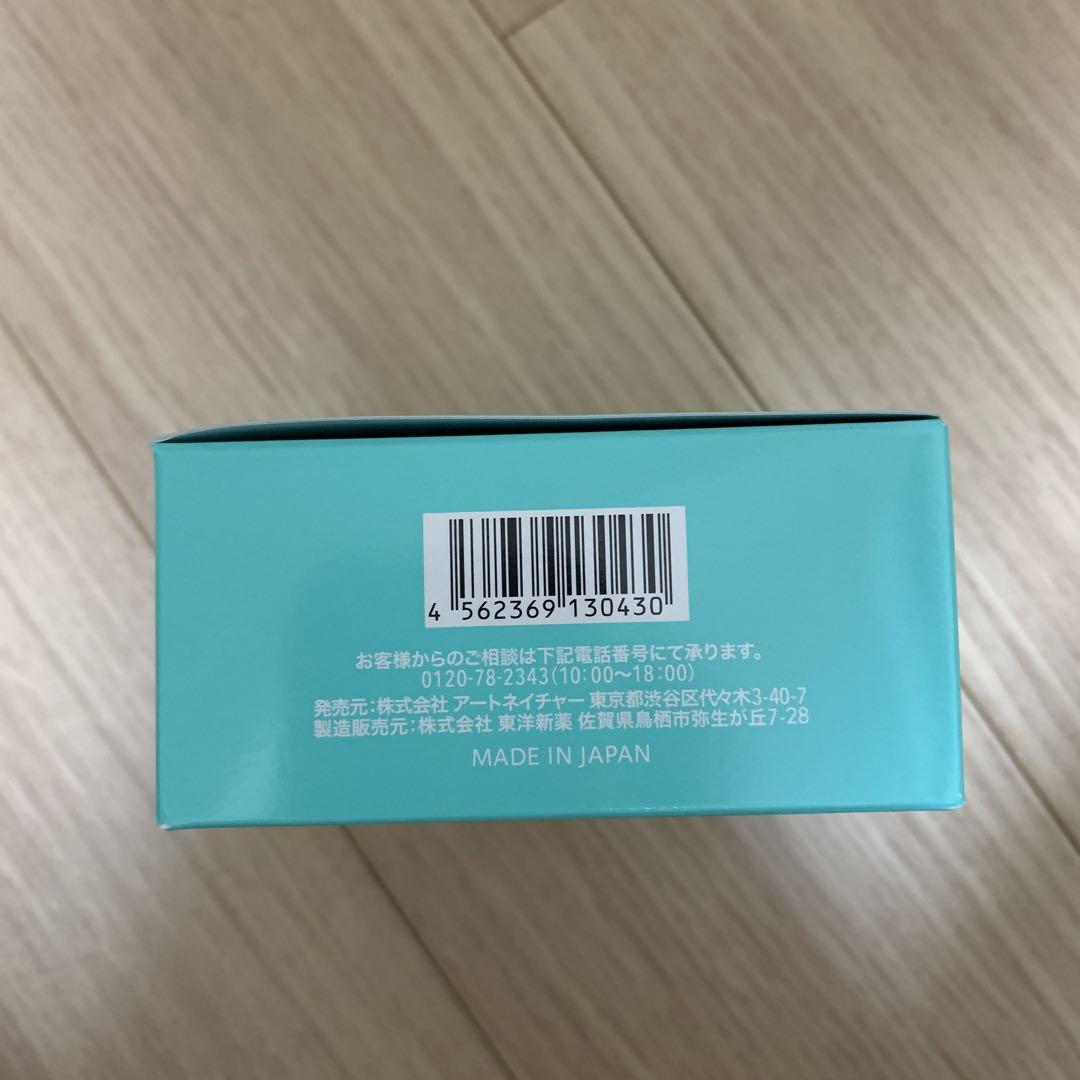 4 562369 130430
お客様からのご相談は下記電話番号にて承ります。
0120-78-2343(10:00〜18:00)
発売元:株式会社 アートネイチャー 東京都渋谷区代々木3-40-7
製造販売元:株式会社 東洋新薬 佐賀県鳥栖市弥生が丘7-28
MADE IN JAPAN